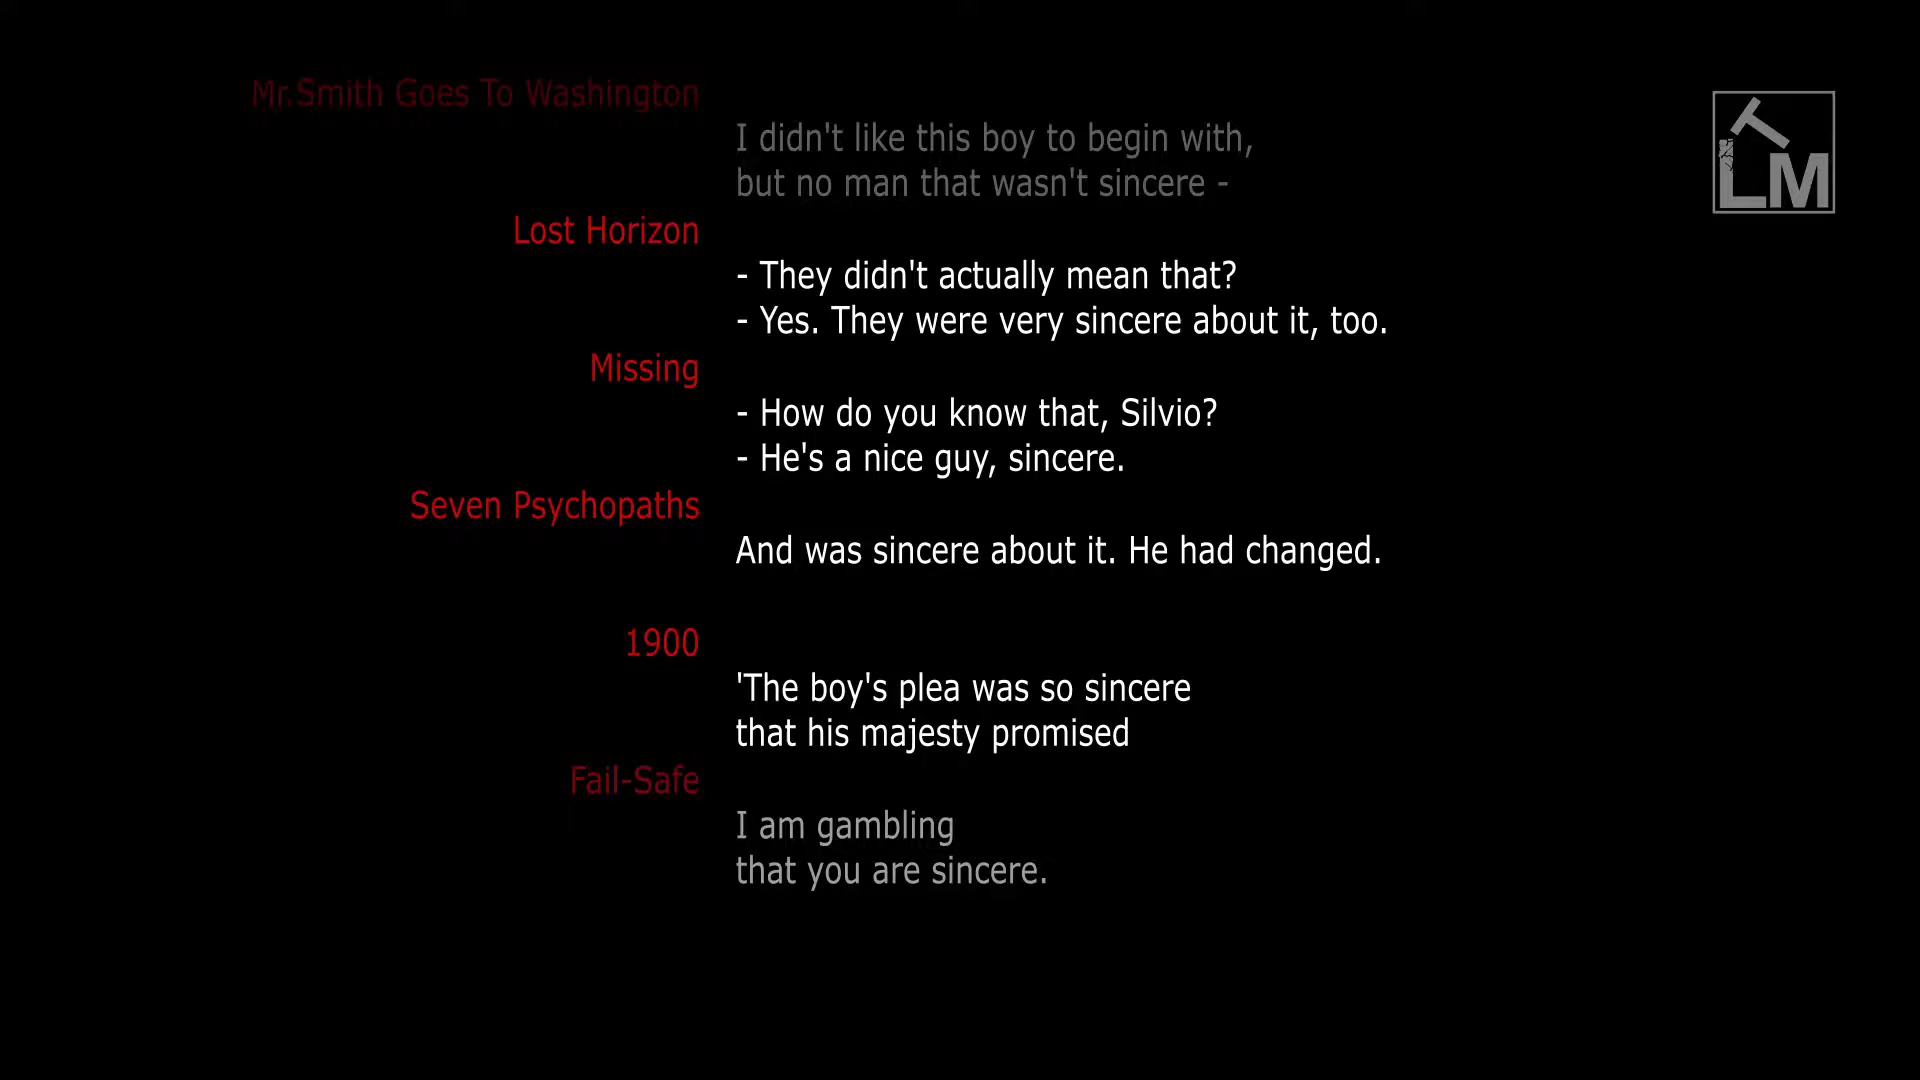 Mr.Smith Goes To Washington
I didn't like this boy to begin with,
but no man that wasn't sincere -
Lost Horizon
- They didn't actually mean that?
- Yes. They were very sincere about it, too.
Missing
- How do you know that, Silvio?
- He's a nice guy, sincere.
Seven Psychopaths
And was sincere about it. He had changed.
1900
'The boy's plea was so sincere
that his majesty promised
Fail-Safe
I am gambling
that you are sincere.
TLM